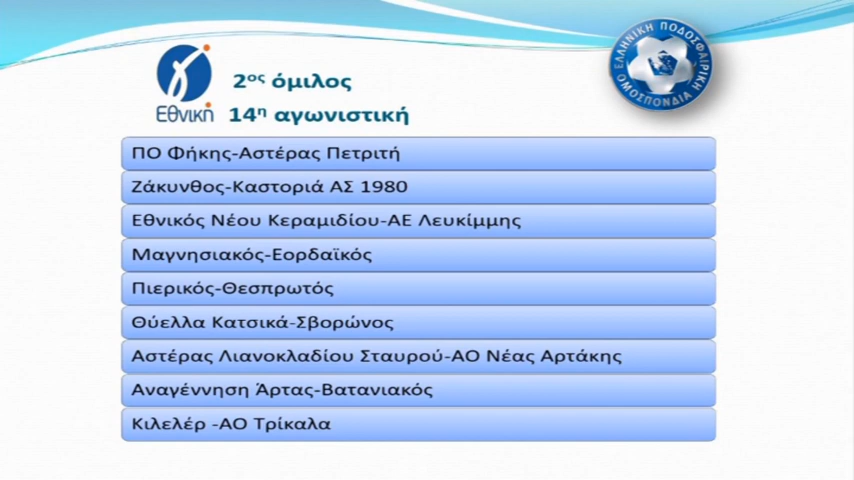 2ος όμιλος
Εθνική
14η αγωνιστική
ΕΛΛΗΝΙΚΗ ΠΟΔΟΣΦΑΙΡΙΚΗ ΟΜΟΣΠΟΝΔΙΑ
ΠΟ Φήκης-Αστέρας Πετριτή
Ζάκυνθος-Καστοριά ΑΣ 1980
Εθνικός Νέου Κεραμιδίου-ΑΕ Λευκίμμης
Μαγνησιακός-Εορδαϊκός
Πιερικός-Θεσπρωτός
Θύελλα Κατσικά-Σβορώνος
Αστέρας Λιανοκλαδίου Σταυρού-ΑΟ Νέας Αρτάκης
Αναγέννηση Άρτας-Βατανιακός
Κιλελέρ -ΑΟ Τρίκαλα